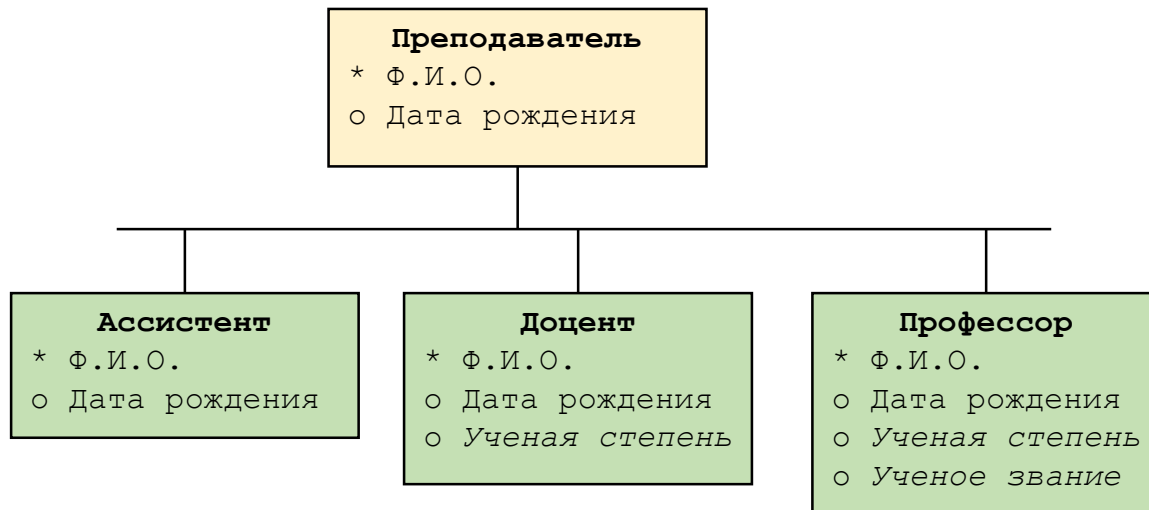 Преподаватель
* Ф.И.О.
o Дата рождения
Ассистент
* Ф.И.О.
o Дата рождения
Доцент
* Ф.И.О.
o Дата рождения
o Ученая степень
Профессор
* Ф.И.О.
o Дата рождения
o Ученая степень
o Ученое звание